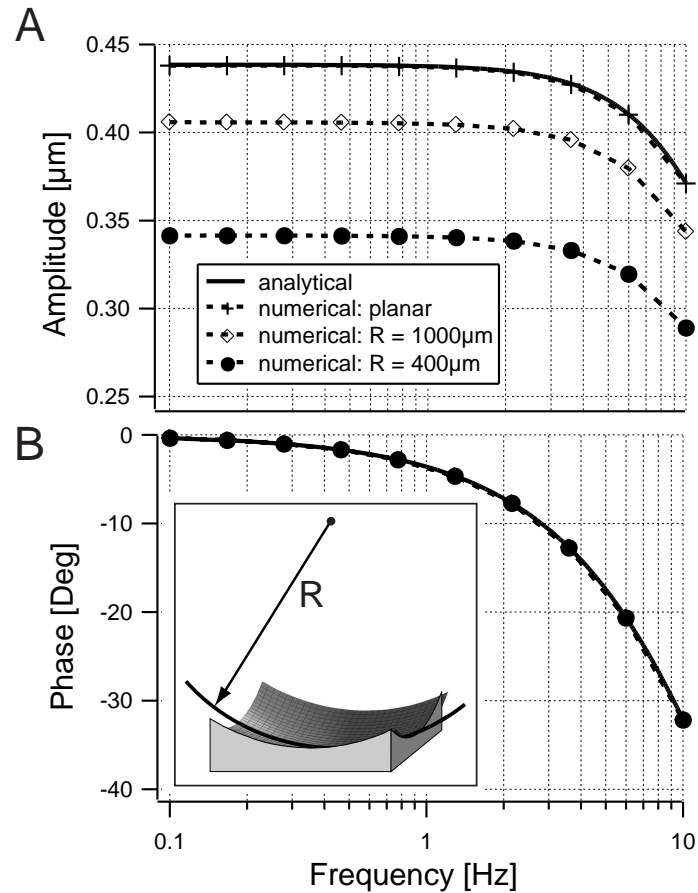 A
0.45
0.40
0.35
0.30
0.25
Amplitude [μm]
analytical
numerical: planar
numerical: R = 1000μm
numerical: R = 400μm
B
0
-10
-20
-30
-40
Phase [Deg]
R
0.1
1
10
Frequency [Hz]